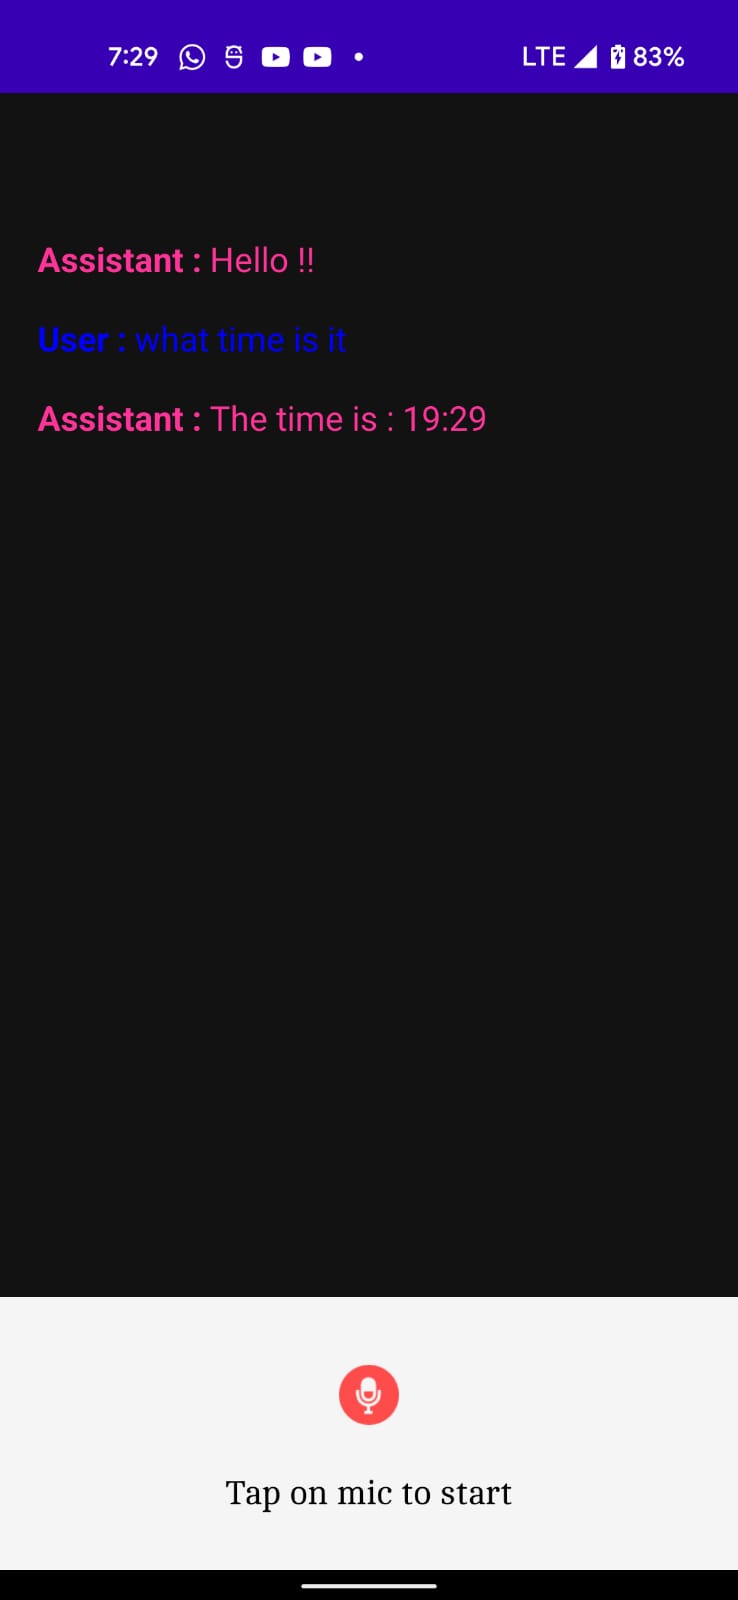 7:29 LTE 83%
Assistant : Hello !!
User : what time is it
Assistant : The time is : 19:29
Tap on mic to start